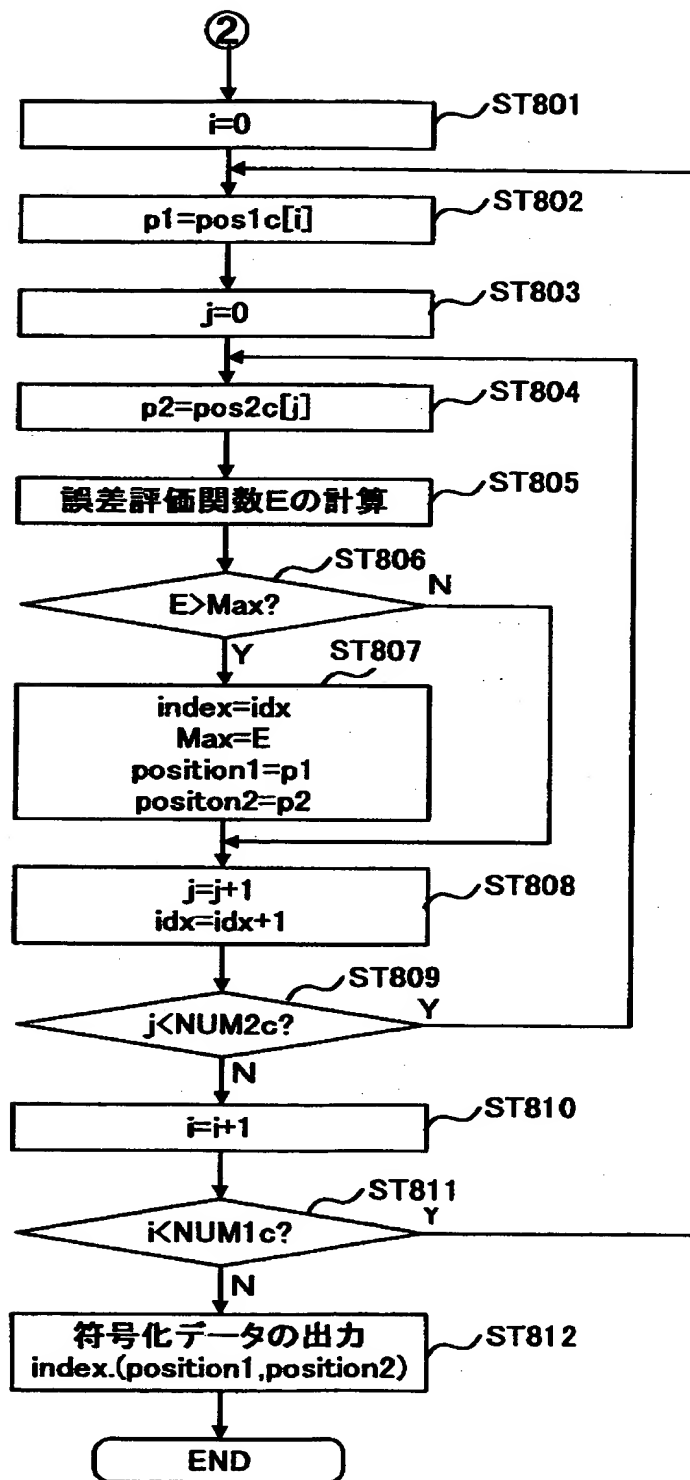 ②
i=0
ST801
p1=pos1c[i]
ST802
j=0
ST803
p2=pos2c[j]
ST804
誤差評価関数Eの計算
ST805
E>Max?
ST806
N
Y
index=idx
Max=E
position1=p1
positon2=p2
ST807
j=j+1
idx=idx+1
ST808
j<NUM2c?
ST809
Y
N
i=i+1
ST810
i<NUM1c?
ST811
Y
N
符号化データの出力
index.(position1,position2)
ST812
END